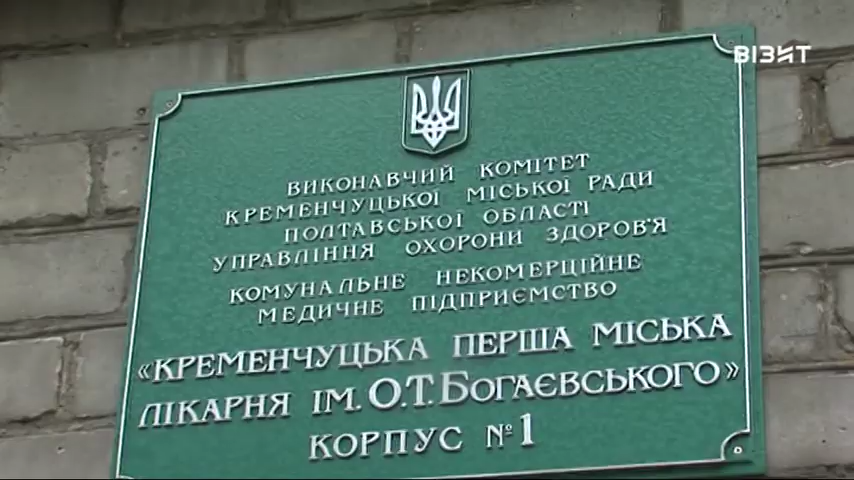 ВІЗИТ
ВИКОНАВЧИЙ КОМІТЕТ
КРЕМЕНЧУЦЬКОЇ МІСЬКОЇ РАДИ
ПОЛТАВСЬКОЇ ОБЛАСТІ
УПРАВЛІННЯ ОХОРОНИ ЗДОРОВ'Я
КОМУНАЛЬНЕ НЕКОМЕРЦІЙНЕ
МЕДИЧНЕ ПІДПРИЄМСТВО
«КРЕМЕНЧУЦЬКА ПЕРША МІСЬКА
ЛІКАРНЯ ІМ. О.Т.БОГАЄВСЬКОГО»
КОРПУС №1